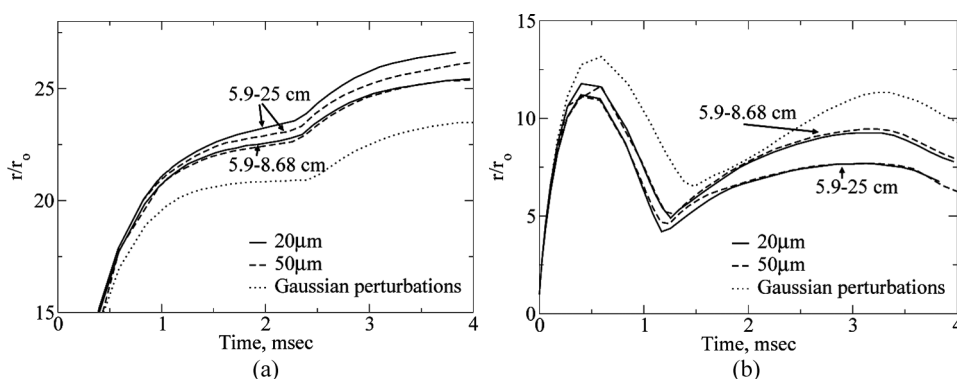 25
20
15
r/r₀
5.9-25 cm
5.9-8.68 cm
20μm
50μm
Gaussian perturbations
0 1 2 3 4
Time, msec
(a)
15
10
5
0
r/r₀
5.9-8.68 cm
5.9-25 cm
20μm
50μm
Gaussian perturbations
0 1 2 3 4
Time, msec
(b)